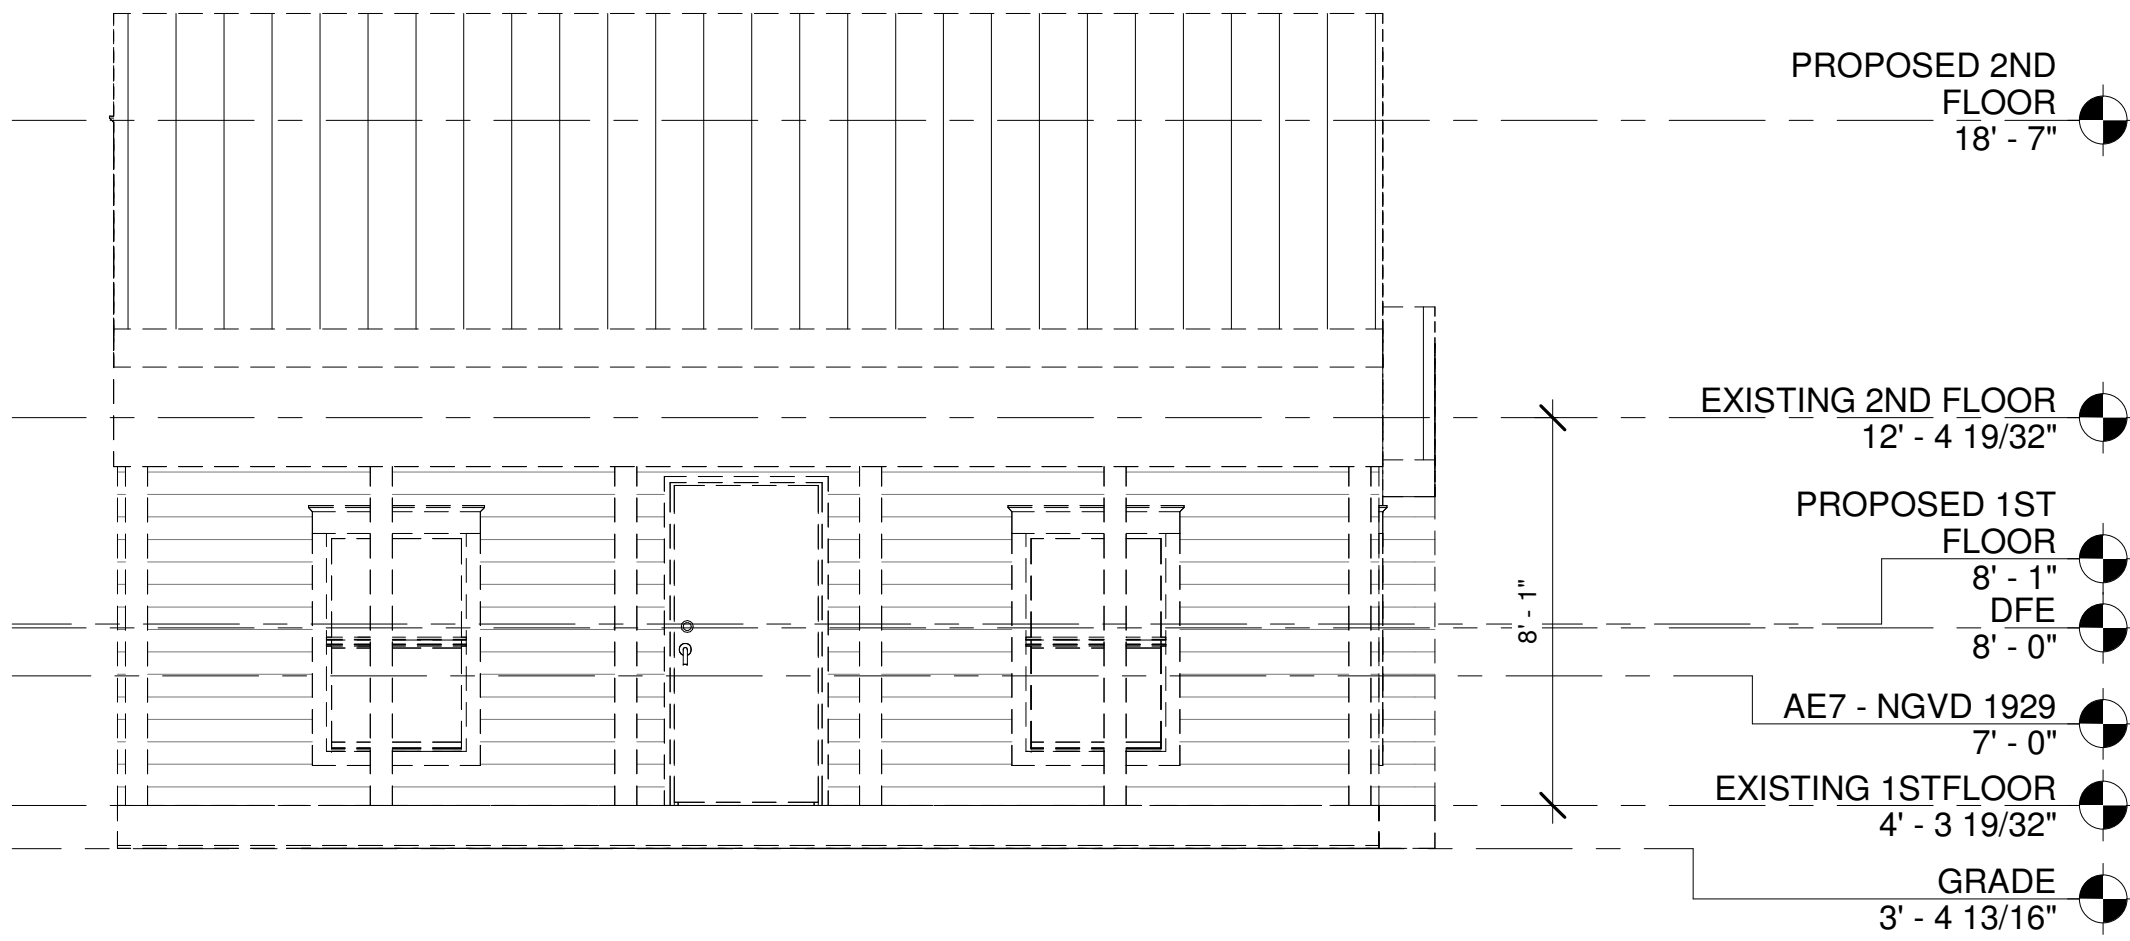 PROPOSED 2ND
FLOOR
18' - 7"
EXISTING 2ND FLOOR
12' - 4 19/32"
PROPOSED 1ST
FLOOR
8' - 1"
DFE
8' - 0"
8' - 1"
AE7 - NGVD 1929
7' - 0"
EXISTING 1STFLOOR
4' - 3 19/32"
GRADE
3' - 4 13/16"